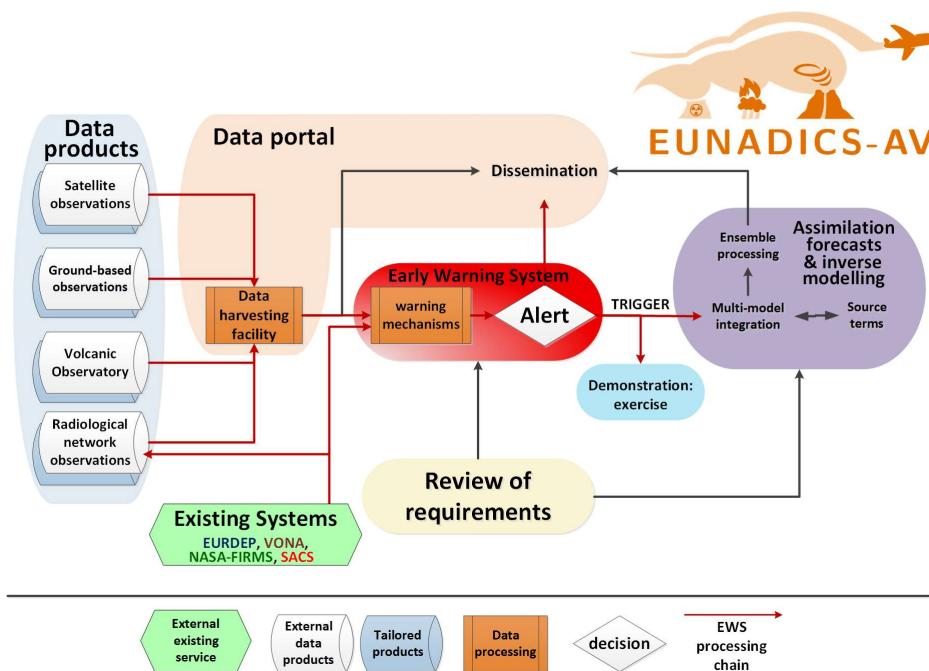 EUNADICS-AV
Data
products
Data portal
Satellite
observations
Dissemination
Ground-based
observations
Data
harvesting
facility
Early Warning System
warning
mechanisms
Alert
TRIGGER
Assimilation
forecasts
& inverse
modelling
Ensemble
processing
Multi-model
integration
Source
terms
Volcanic
Observatory
Demonstration:
exercise
Radiological
network
observations
Review of
requirements
Existing Systems
EURDEP, VONA,
NASA-FIRMS, SACS
External
existing
service
External
data
products
Tailored
products
Data
processing
decision
EWS
processing
chain